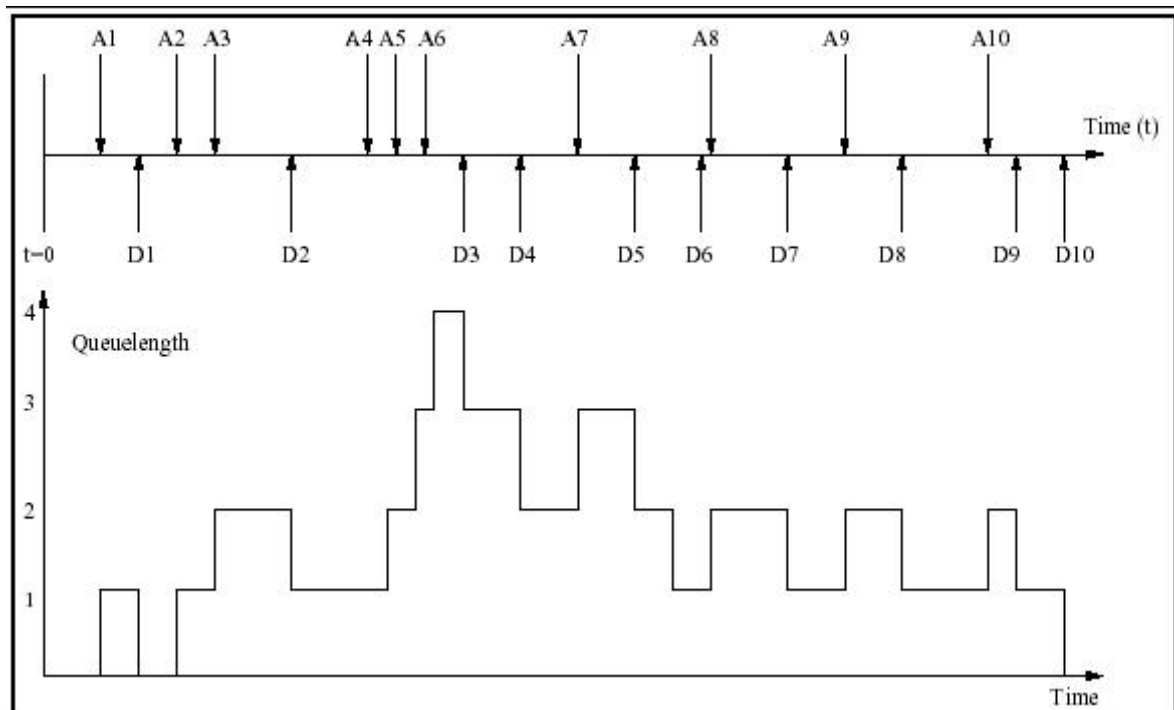 A1 A2 A3 A4 A5 A6 A7 A8 A9 A10
Time (t)
t=0 D1 D2 D3 D4 D5 D6 D7 D8 D9 D10
4
Queuelength
3
2
1
Time